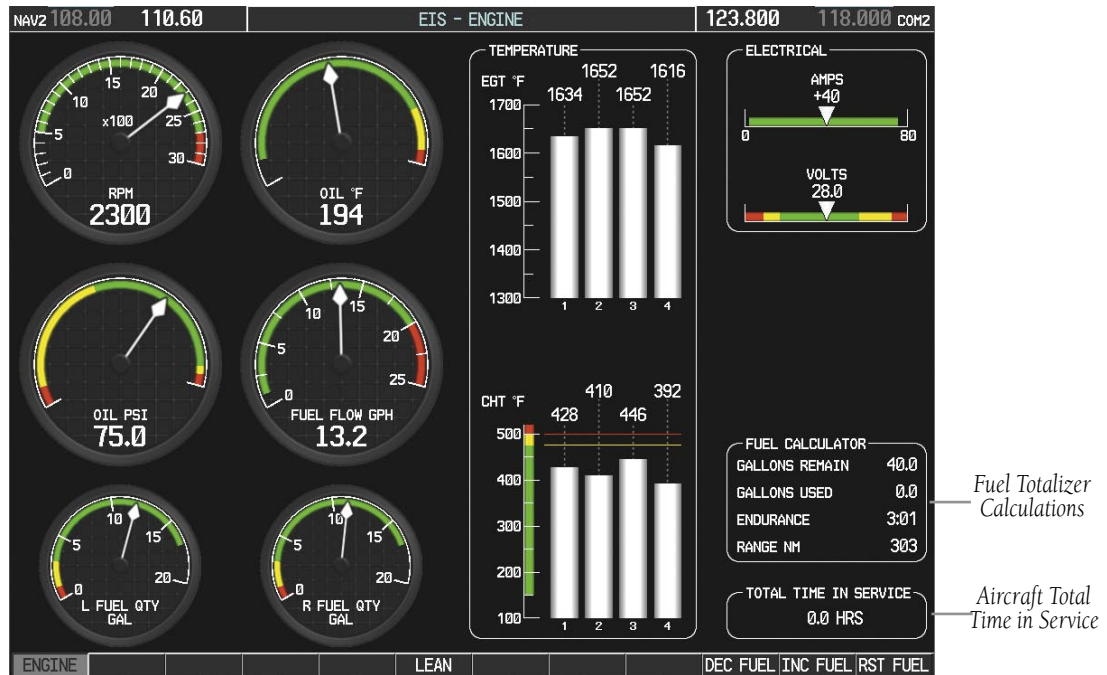 NAV2 108.00 110.60 EIS - ENGINE 123.800 118.000 COM2
0 5 10 15 20 25 30
x100
RPM
2300
OIL °F
194
OIL PSI
75.0
0 5 10 15 20 25
FUEL FLOW GPH
13.2
0 5 10 15 20
L FUEL QTY
GAL
0 5 10 15 20
R FUEL QTY
GAL
TEMPERATURE
EGT °F
1652 1616
1634 1652
1700
1600
1500
1400
1300
1 2 3 4
CHT °F
410 392
428 446
500
400
300
200
100
1 2 3 4
ELECTRICAL
AMPS
+40
0 80
VOLTS
28.0
FUEL CALCULATOR
GALLONS REMAIN 40.0
GALLONS USED 0.0
ENDURANCE 3:01
RANGE NM 303
TOTAL TIME IN SERVICE
0.0 HRS
Fuel Totalizer
Calculations
Aircraft Total
Time in Service
ENGINE LEAN DEC FUEL INC FUEL RST FUEL